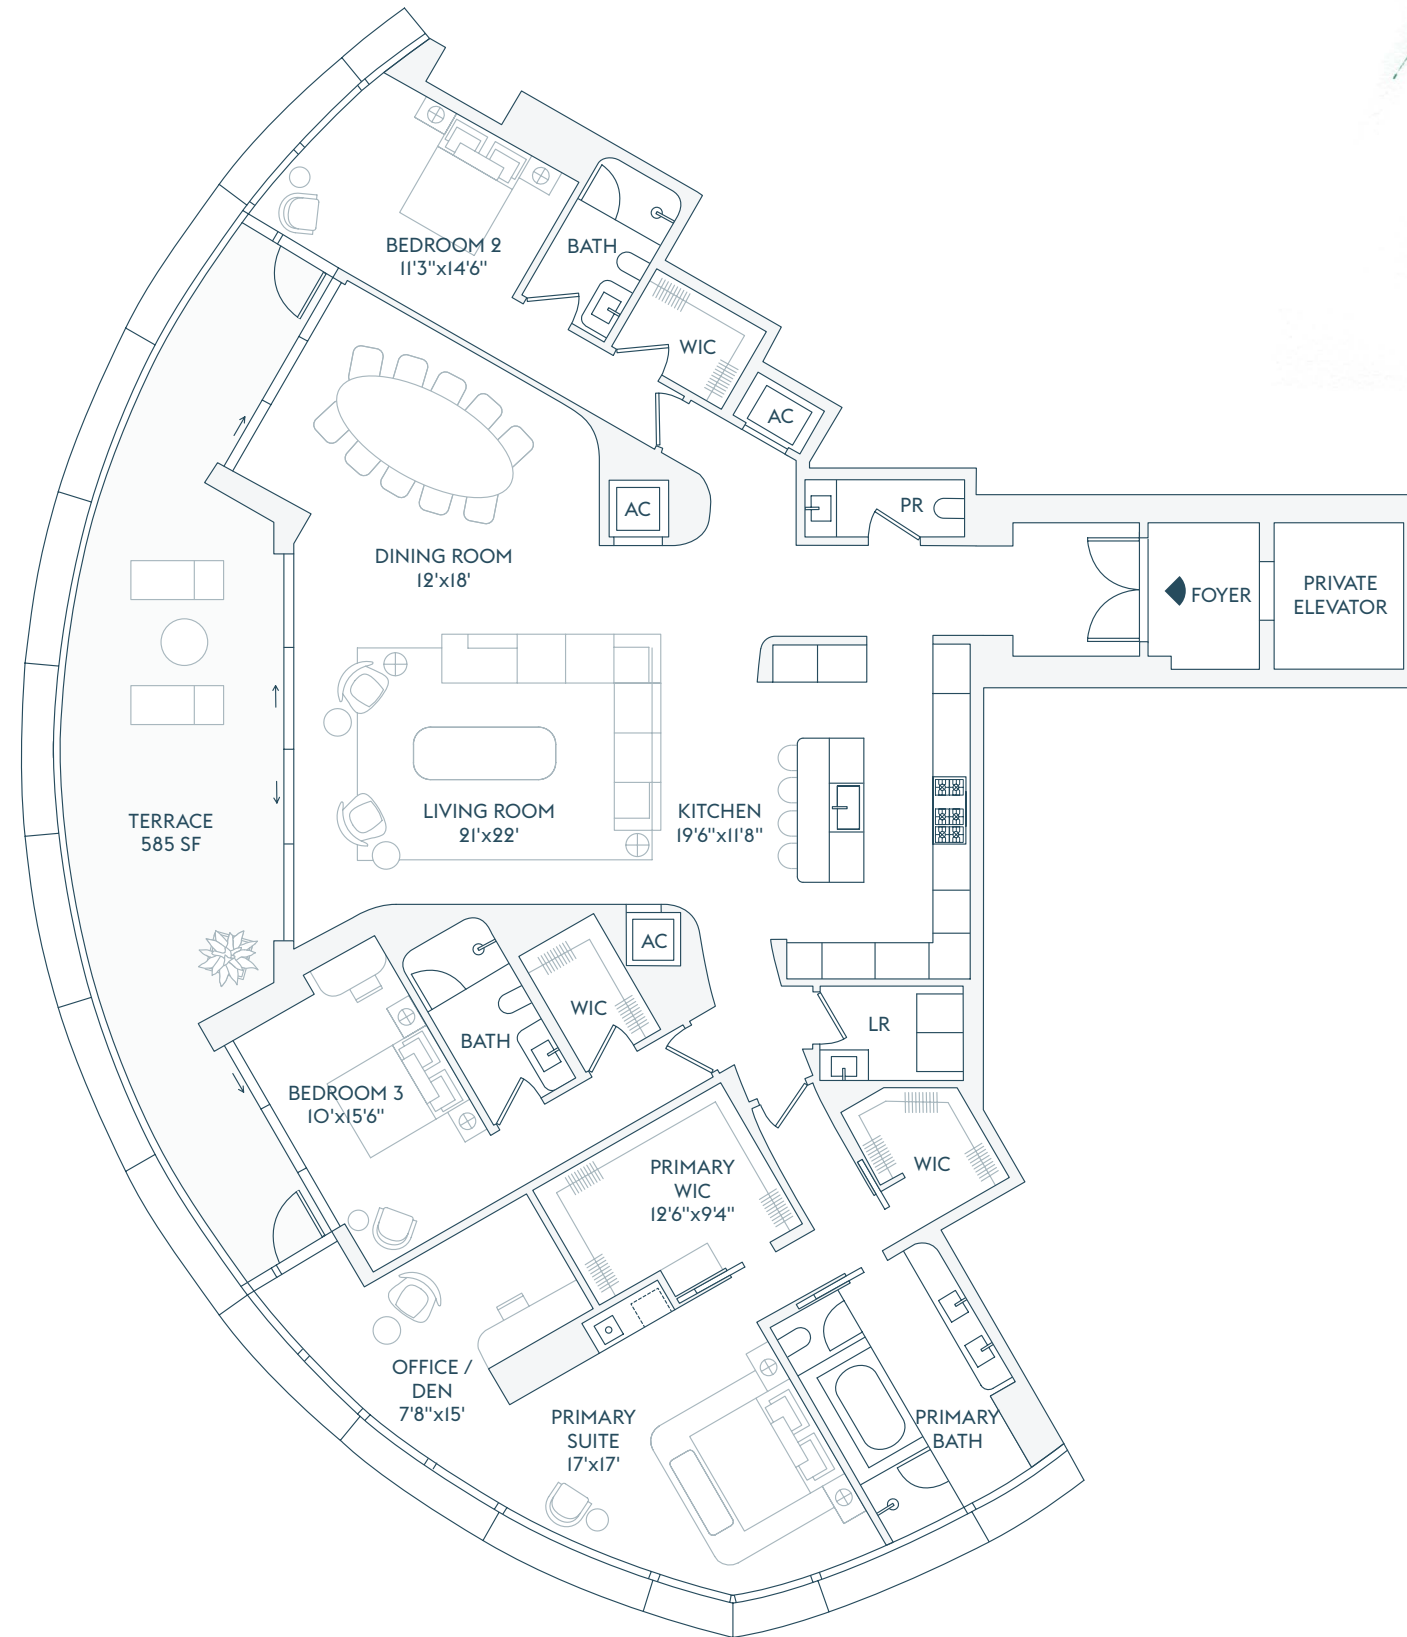 BEDROOM 2
11'3"x14'6"
BATH
WIC
AC
PR
AC
DINING ROOM
12'x18'
FOYER
PRIVATE
ELEVATOR
TERRACE
585 SF
LIVING ROOM
21'x22'
KITCHEN
19'6"x11'8"
AC
WIC
BATH
LR
BEDROOM 3
10'x15'6"
PRIMARY
WIC
12'6"x9'4"
WIC
OFFICE /
DEN
7'8"x15'
PRIMARY
SUITE
17'x17'
PRIMARY
BATH